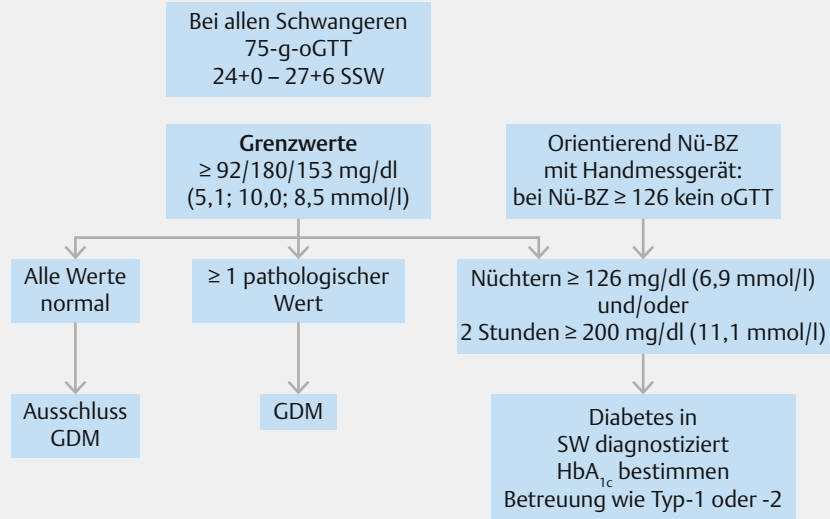 Bei allen Schwangeren
75-g-oGTT
24+0 – 27+6 SSW
Grenzwerte
≥ 92/180/153 mg/dl
(5,1; 10,0; 8,5 mmol/l)
Orientierend Nü-BZ
mit Handmessgerät:
bei Nü-BZ ≥ 126 kein oGTT
Alle Werte
normal
≥ 1 pathologischer
Wert
Nüchtern ≥ 126 mg/dl (6,9 mmol/l)
und/oder
2 Stunden ≥ 200 mg/dl (11,1 mmol/l)
Ausschluss
GDM
GDM
Diabetes in
SW diagnostiziert
HbA1c bestimmen
Betreuung wie Typ-1 oder -2